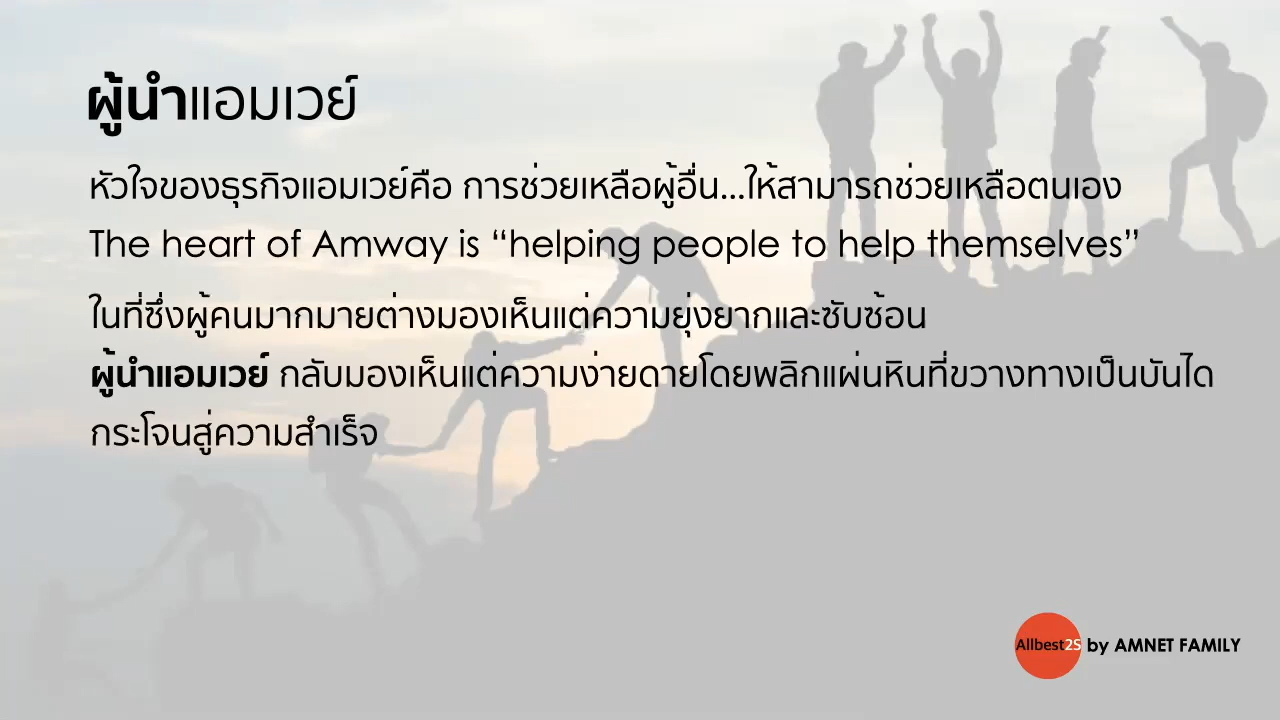 ผู้นำแอมเวย์
หัวใจของธุรกิจแอมเวย์คือ การช่วยเหลือผู้อื่น...ให้สามารถช่วยเหลือตนเอง
The heart of Amway is “helping people to help themselves”
ในที่ซึ่งผู้คนมากมายต่างมองเห็นแต่ความยุ่งยากและซับซ้อน
ผู้นำแอมเวย์ กลับมองเห็นแต่ความง่ายดายโดยพลิกแผ่นหินที่ขวางทางเป็นบันได
กระโจนสู่ความสำเร็จ
Allbest2S by AMNET FAMILY